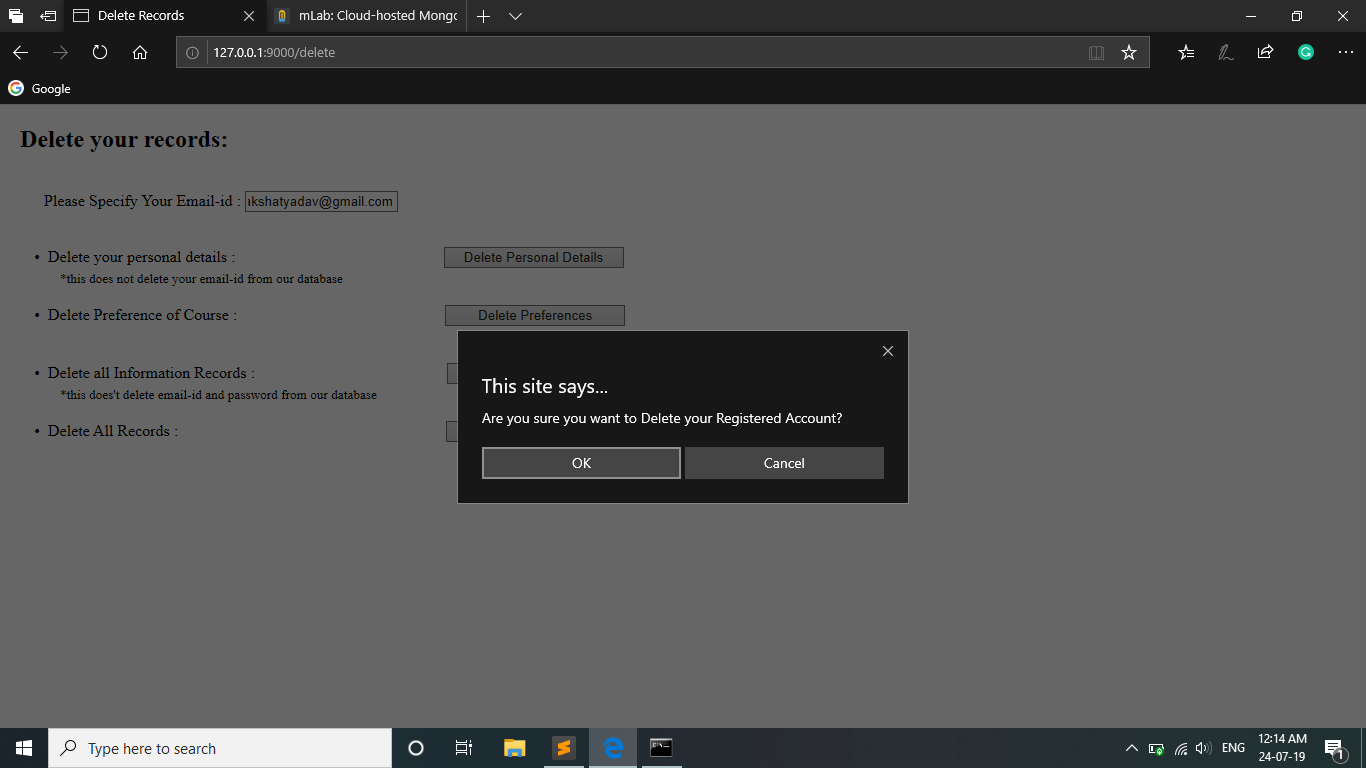 Delete Records
mLab: Cloud-hosted Mong
127.0.0.1:9000/delete
Google
Delete your records:
Please Specify Your Email-id : kshatyadav@gmail.com
• Delete your personal details : Delete Personal Details
*this does not delete your email-id from our database
• Delete Preference of Course : Delete Preferences
• Delete all Information Records :
*this does't delete email-id and password from our database
• Delete All Records :
This site says...
Are you sure you want to Delete your Registered Account?
OK Cancel
Type here to search
ENG
12:14 AM
24-07-19
1